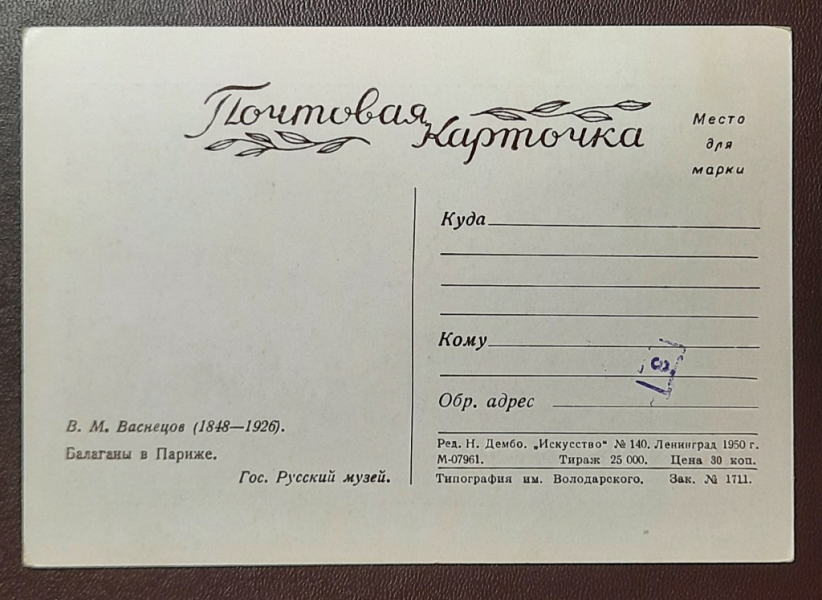 Почтовая
Карточка
Место
для
марки
Куда
Кому
Обр. адрес
В. М. Васнецов (1848—1926).
Балаганы в Париже.
Гос. Русский музей.
Ред. Н. Дембо. „Искусство“ № 140. Ленинград 1950 г.
М-07961. Тираж 25 000. Цена 30 коп.
Типография им. Володарского. Зак. № 1711.